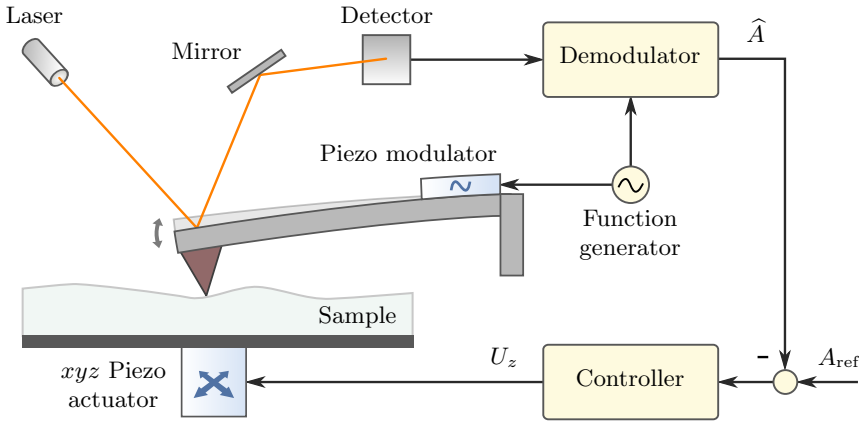 Laser
Mirror
Detector
Demodulator
Â
Piezo modulator
Function
generator
Sample
xyz Piezo
actuator
U_z
Controller
-
A_ref